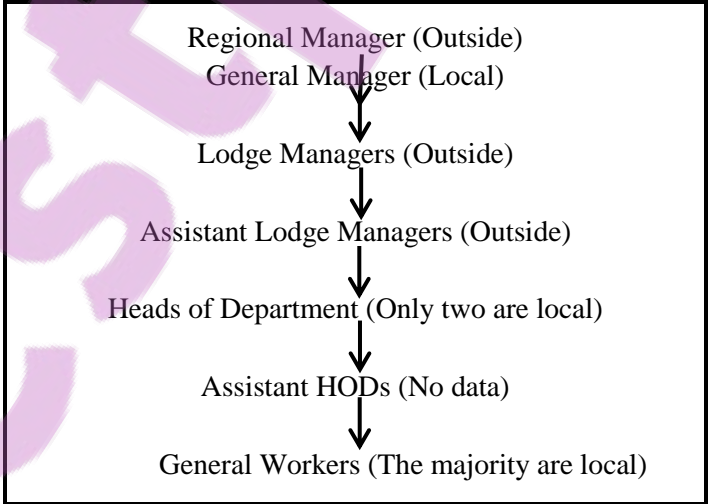 Regional Manager (Outside)
General Manager (Local)
Lodge Managers (Outside)
Assistant Lodge Managers (Outside)
Heads of Department (Only two are local)
Assistant HODs (No data)
General Workers (The majority are local)